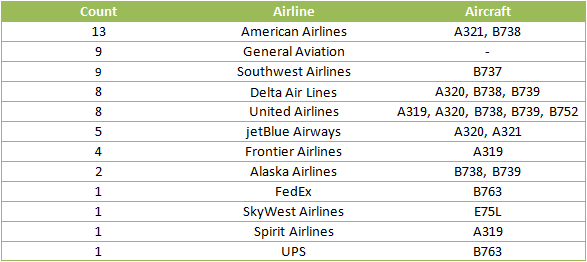 Count Airline Aircraft
13 American Airlines A321, B738
9 General Aviation -
9 Southwest Airlines B737
8 Delta Air Lines A320, B738, B739
8 United Airlines A319, A320, B738, B739, B752
5 jetBlue Airways A320, A321
4 Frontier Airlines A319
2 Alaska Airlines B738, B739
1 FedEx B763
1 SkyWest Airlines E75L
1 Spirit Airlines A319
1 UPS B763